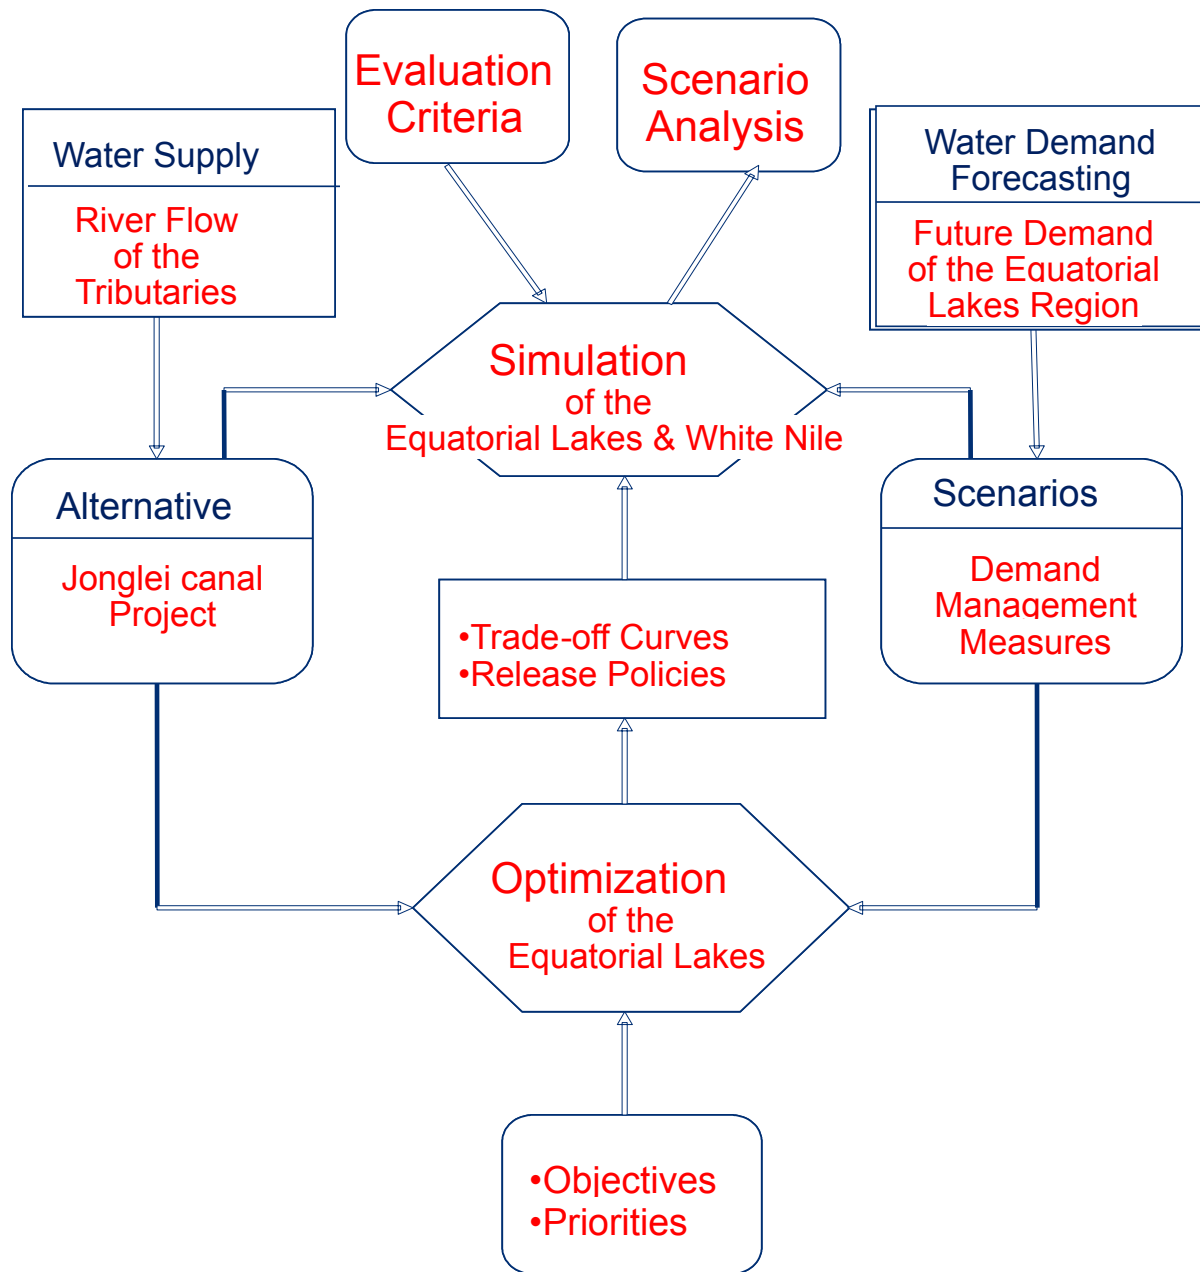 Evaluation
Criteria
Scenario
Analysis
Water Supply
River Flow
of the
Tributaries
Water Demand
Forecasting
Future Demand
of the Equatorial
Lakes Region
Simulation
of the
Equatorial Lakes & White Nile
Alternative
Jonglei canal
Project
Scenarios
Demand
Management
Measures
•Trade-off Curves
•Release Policies
Optimization
of the
Equatorial Lakes
•Objectives
•Priorities